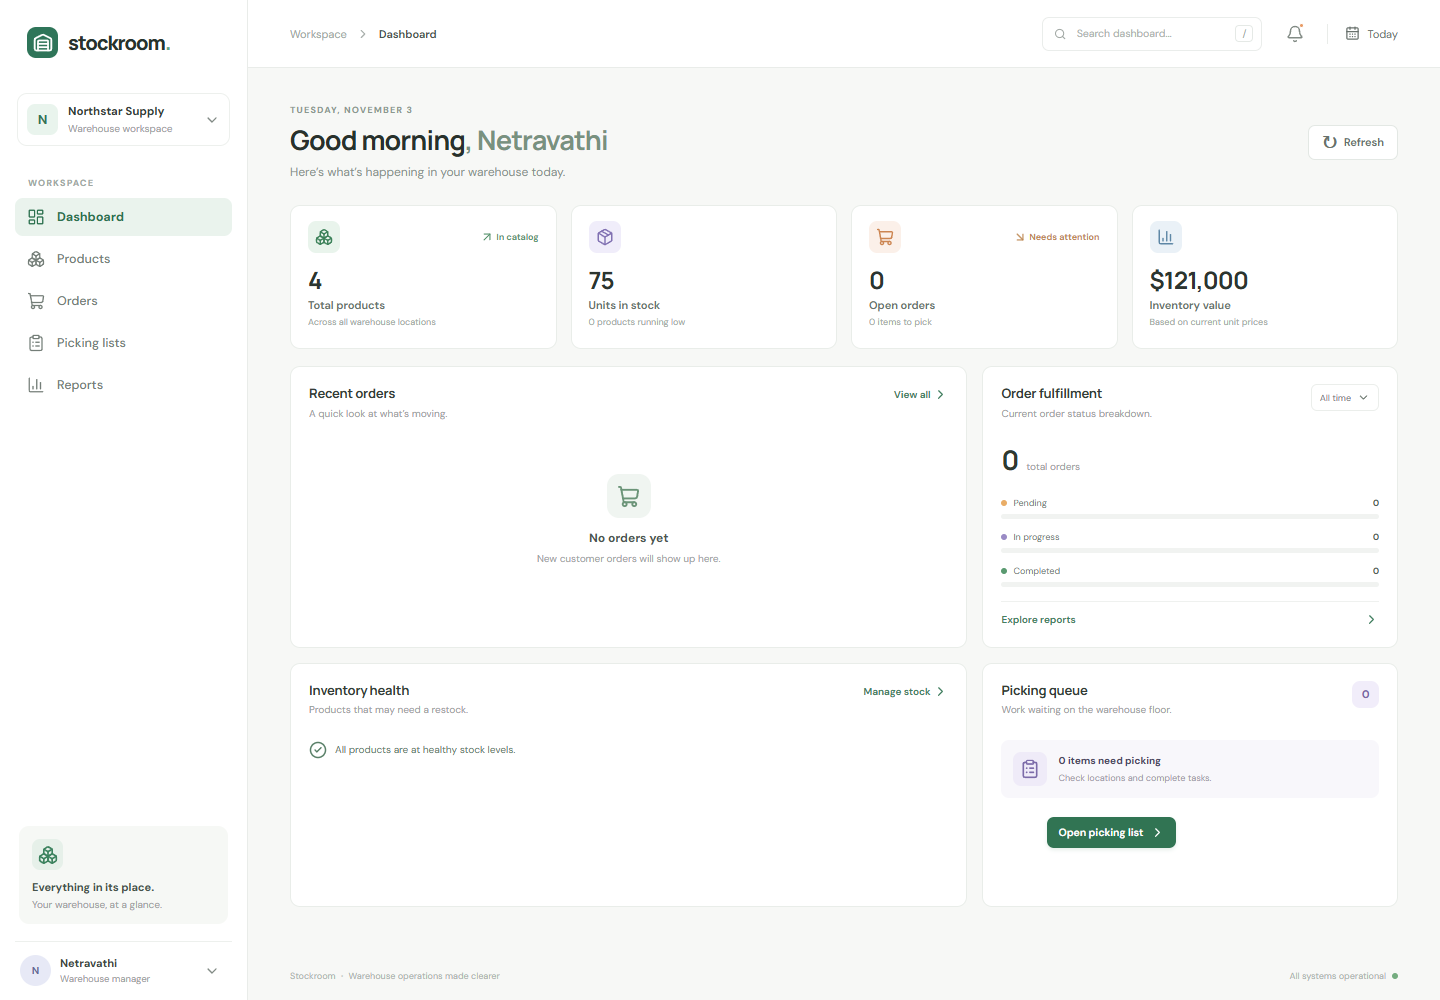 stockroom.
N
Northstar Supply
Warehouse workspace
WORKSPACE
Dashboard
Products
Orders
Picking lists
Reports
Everything in its place.
Your warehouse, at a glance.
N
Netravathi
Warehouse manager
Workspace
Dashboard
Search dashboard...
/
Today
TUESDAY, NOVEMBER 3
Good morning, Netravathi
Here's what's happening in your warehouse today.
Refresh
In catalog
4
Total products
Across all warehouse locations
75
Units in stock
0 products running low
Needs attention
0
Open orders
0 items to pick
$121,000
Inventory value
Based on current unit prices
Recent orders
A quick look at what's moving.
View all
No orders yet
New customer orders will show up here.
Order fulfillment
Current order status breakdown.
All time
0 total orders
Pending 0
In progress 0
Completed 0
Explore reports
Inventory health
Products that may need a restock.
Manage stock
All products are at healthy stock levels.
Picking queue
Work waiting on the warehouse floor.
0
0 items need picking
Check locations and complete tasks.
Open picking list
Stockroom · Warehouse operations made clearer
All systems operational